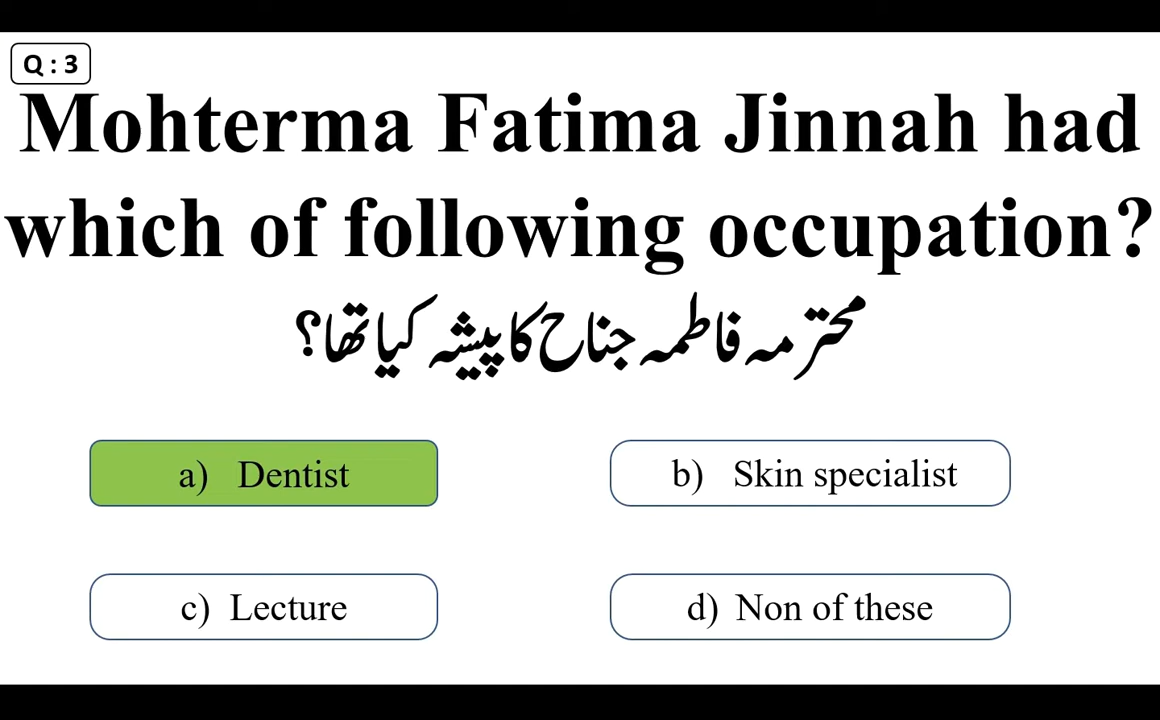 Q : 3
Mohterma Fatima Jinnah had
which of following occupation?
محترمہ فاطمہ جناح کا پیشہ کیا تھا؟
a) Dentist
b) Skin specialist
c) Lecture
d) Non of these